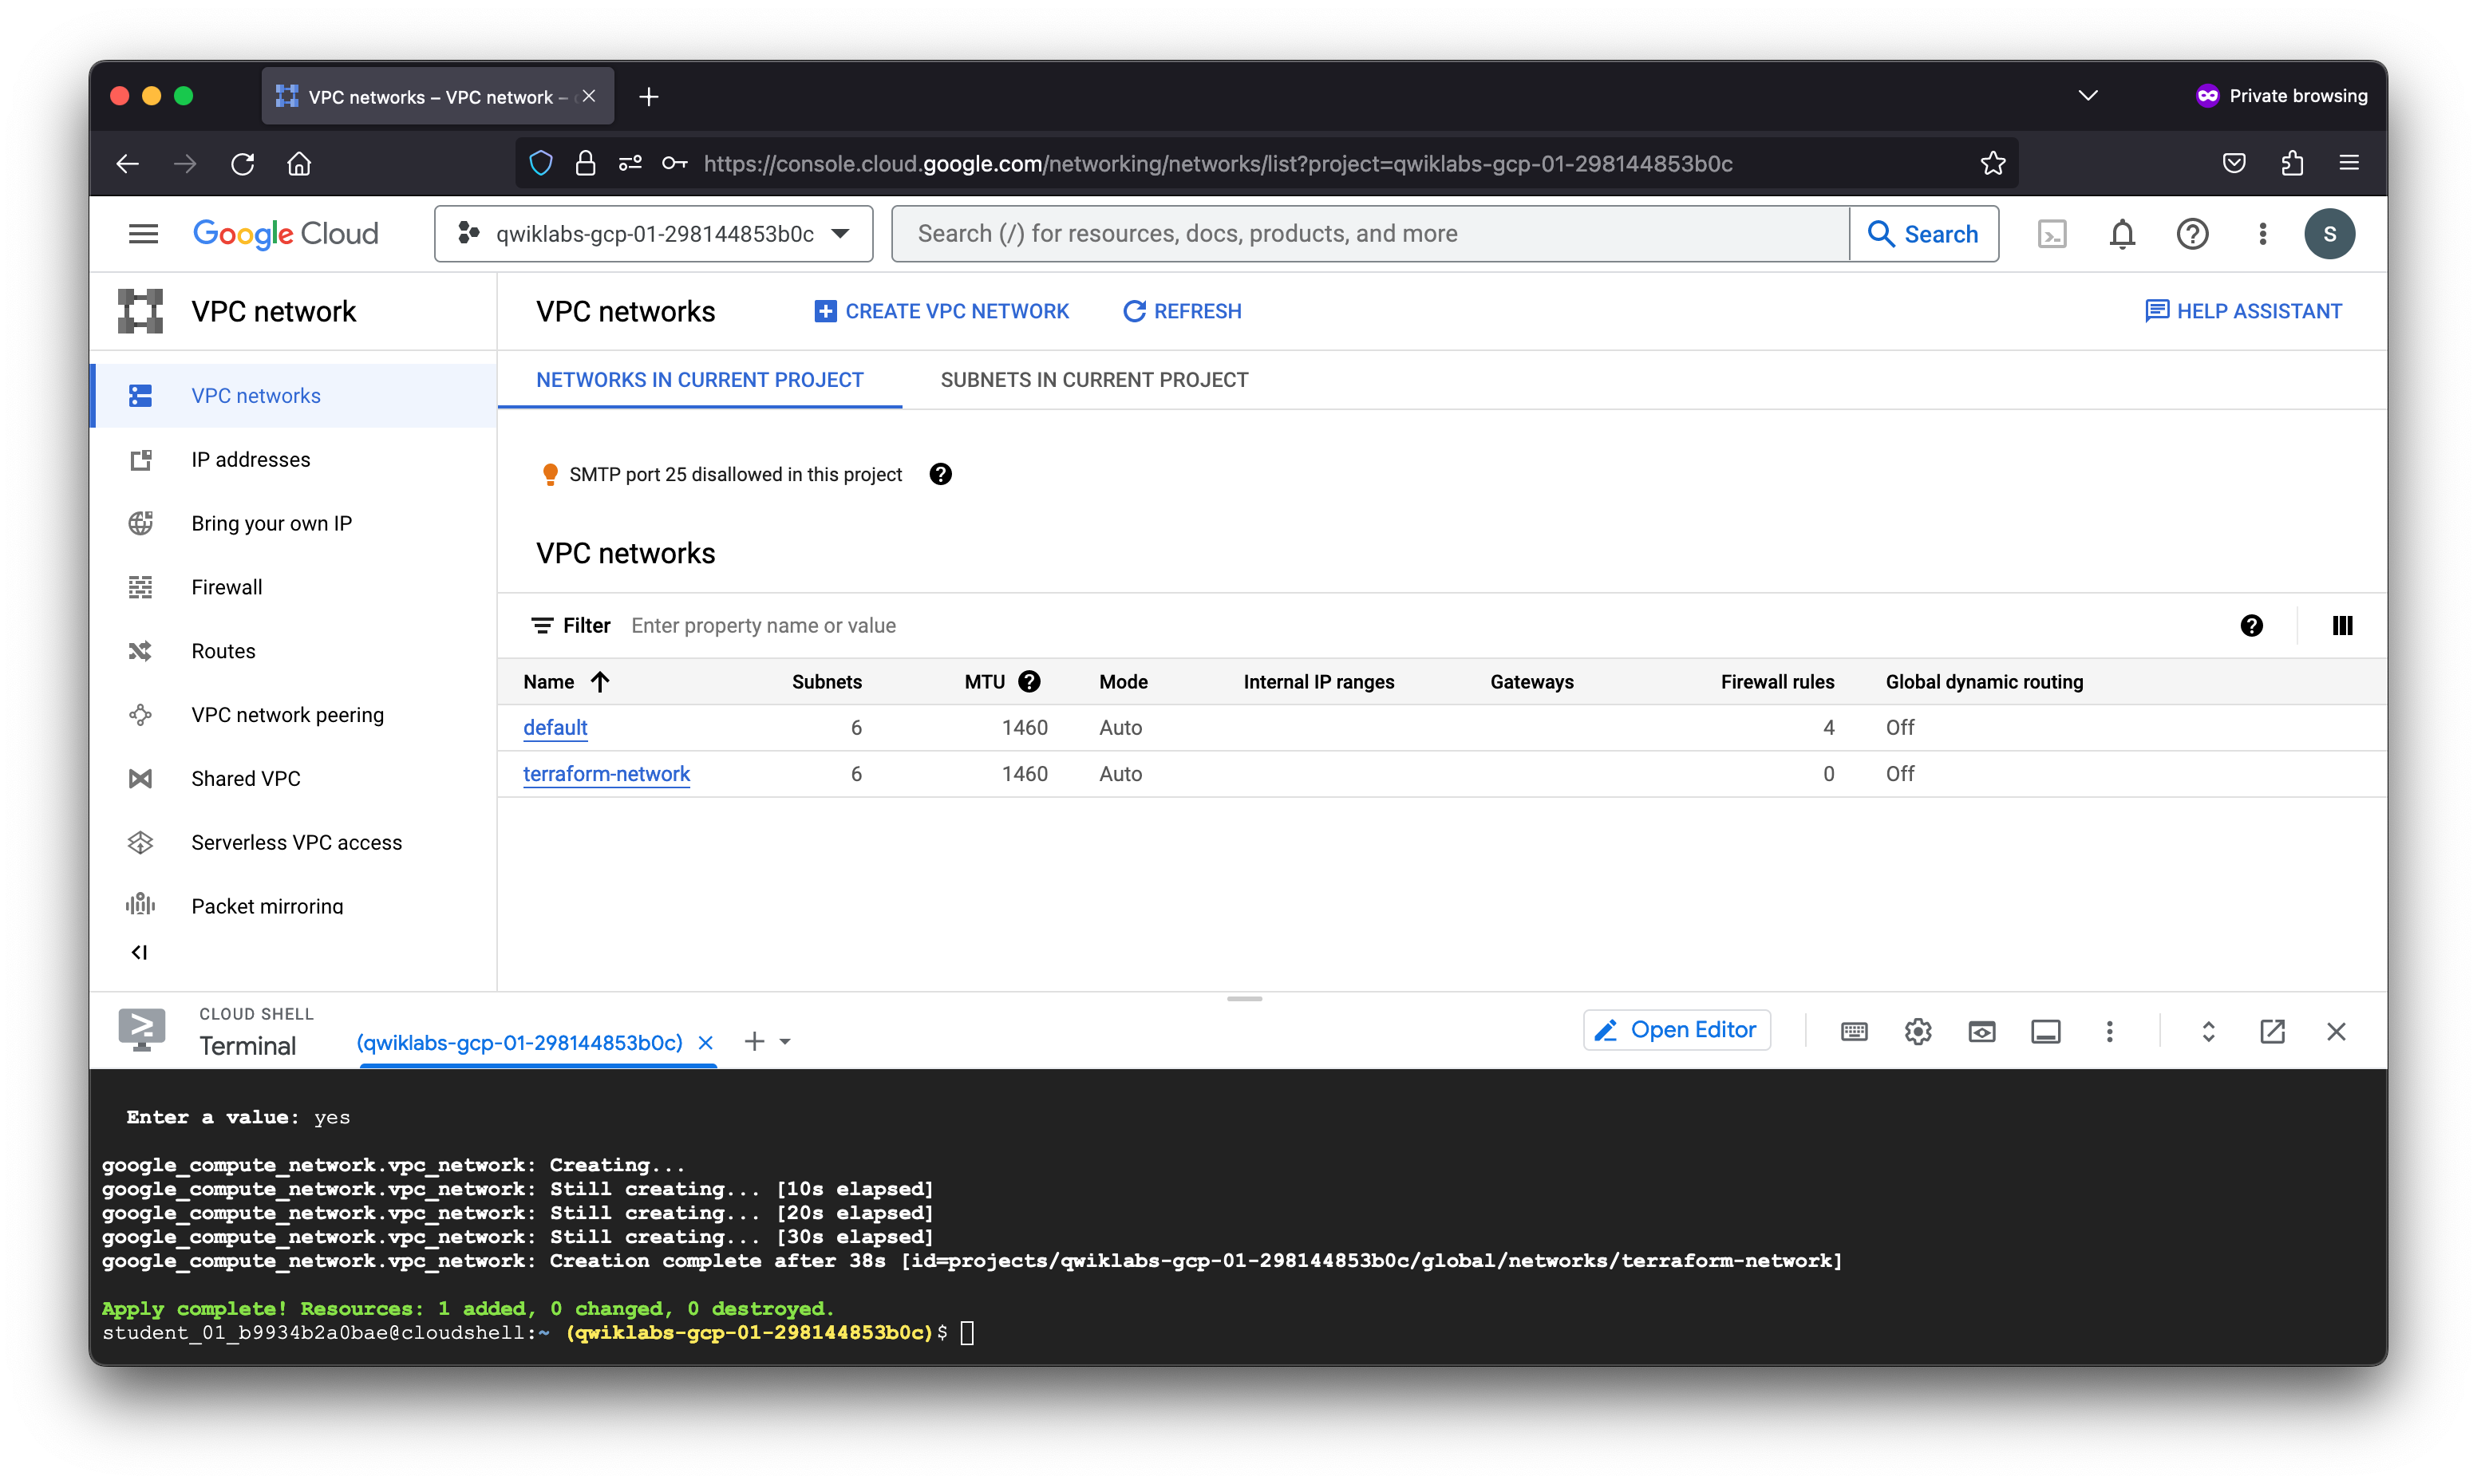 VPC networks – VPC network –
Private browsing
https://console.cloud.google.com/networking/networks/list?project=qwiklabs-gcp-01-298144853b0c
Google Cloud
qwiklabs-gcp-01-298144853b0c
Search (/) for resources, docs, products, and more
Search
S
VPC network
VPC networks
CREATE VPC NETWORK
REFRESH
HELP ASSISTANT
VPC networks
IP addresses
Bring your own IP
Firewall
Routes
VPC network peering
Shared VPC
Serverless VPC access
Packet mirroring
NETWORKS IN CURRENT PROJECT
SUBNETS IN CURRENT PROJECT
SMTP port 25 disallowed in this project
VPC networks
Filter Enter property name or value
Name Subnets MTU Mode Internal IP ranges Gateways Firewall rules Global dynamic routing
default 6 1460 Auto 4 Off
terraform-network 6 1460 Auto 0 Off
CLOUD SHELL
Terminal
(qwiklabs-gcp-01-298144853b0c)
Open Editor
Enter a value: yes
google_compute_network.vpc_network: Creating...
google_compute_network.vpc_network: Still creating... [10s elapsed]
google_compute_network.vpc_network: Still creating... [20s elapsed]
google_compute_network.vpc_network: Still creating... [30s elapsed]
google_compute_network.vpc_network: Creation complete after 38s [id=projects/qwiklabs-gcp-01-298144853b0c/global/networks/terraform-network]
Apply complete! Resources: 1 added, 0 changed, 0 destroyed.
student_01_b9934b2a0bae@cloudshell:~ (qwiklabs-gcp-01-298144853b0c)$